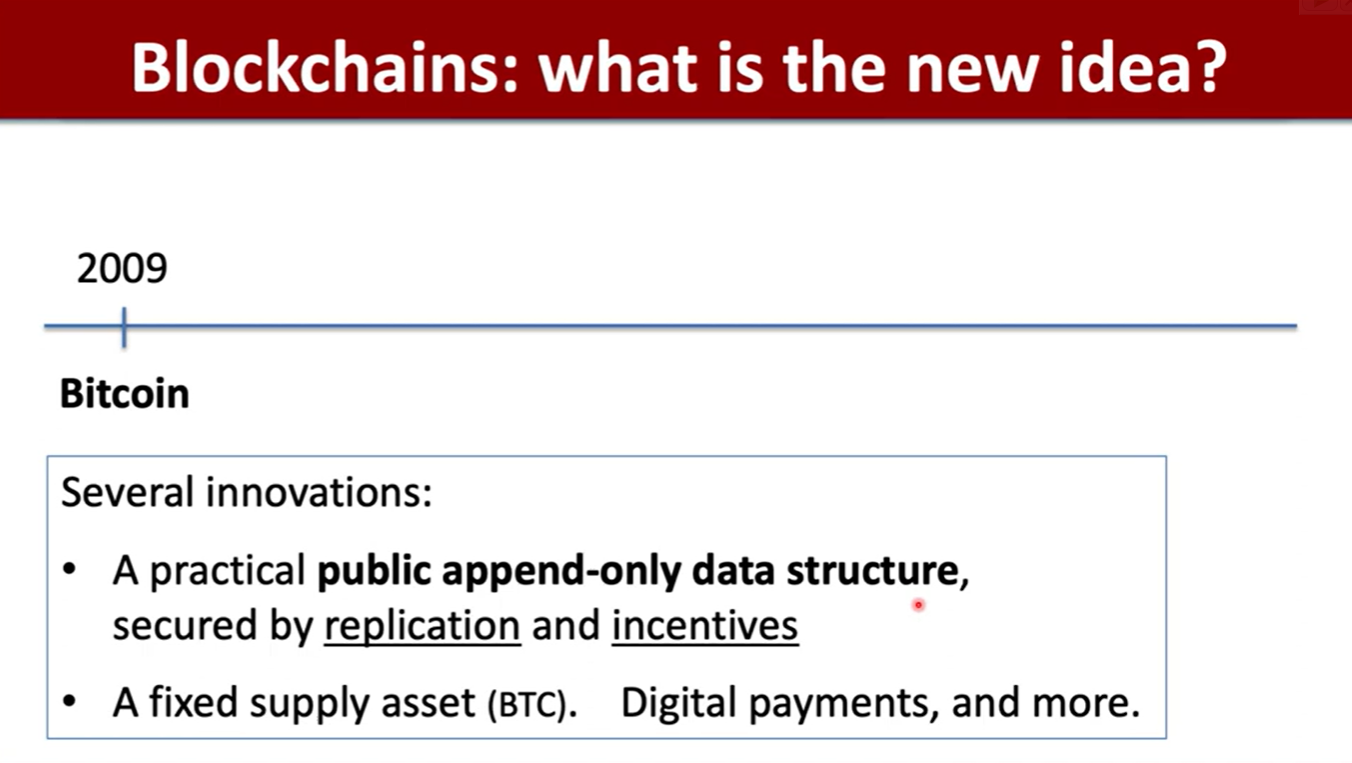 Blockchains: what is the new idea?
2009
Bitcoin
Several innovations:
• A practical public append-only data structure,
secured by replication and incentives
• A fixed supply asset (BTC). Digital payments, and more.